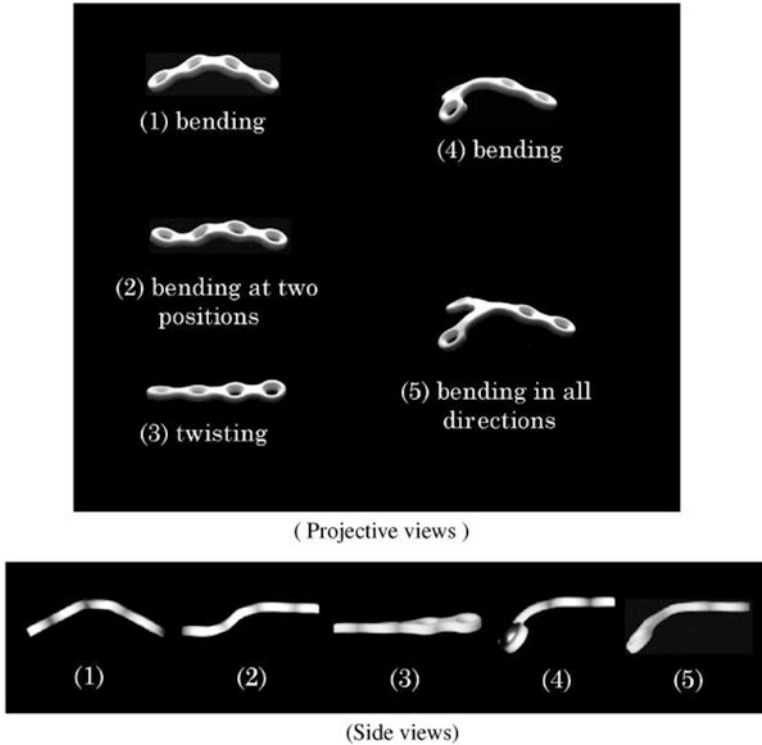 (1) bending
(4) bending
(2) bending at two
positions
(3) twisting
(5) bending in all
directions
( Projective views )
(1)
(2)
(3)
(4)
(5)
(Side views)